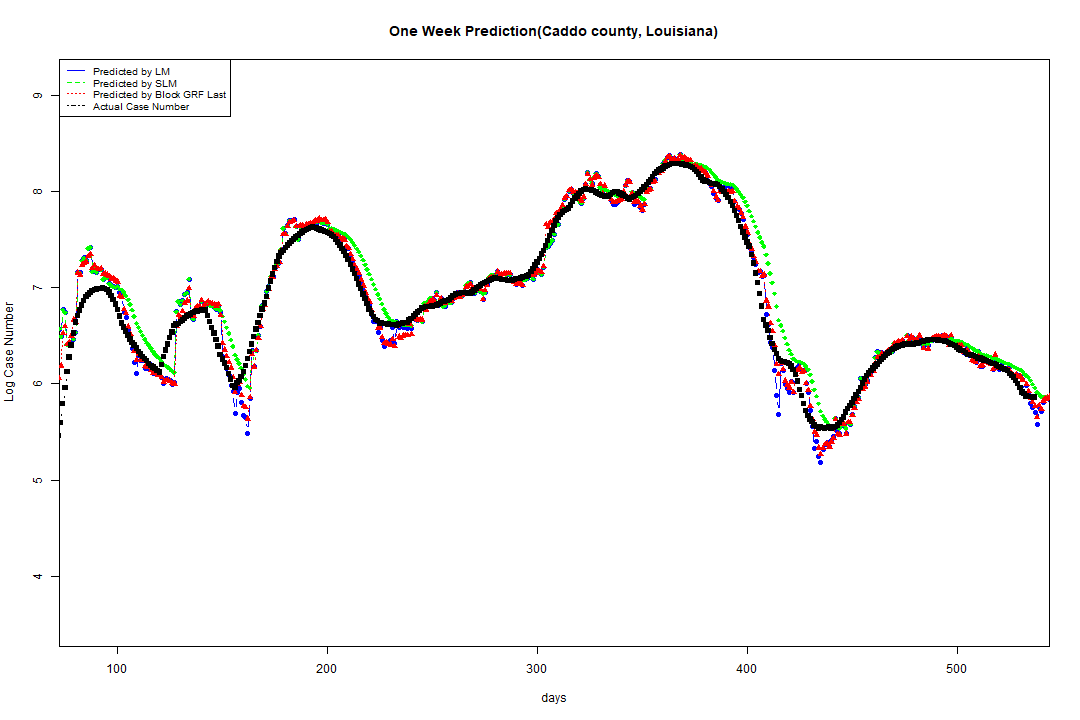 One Week Prediction(Caddo county, Louisiana)
Predicted by LM
Predicted by SLM
Predicted by Block GRF Last
Actual Case Number
9
8
7
6
5
4
Log Case Number
100 200 300 400 500
days